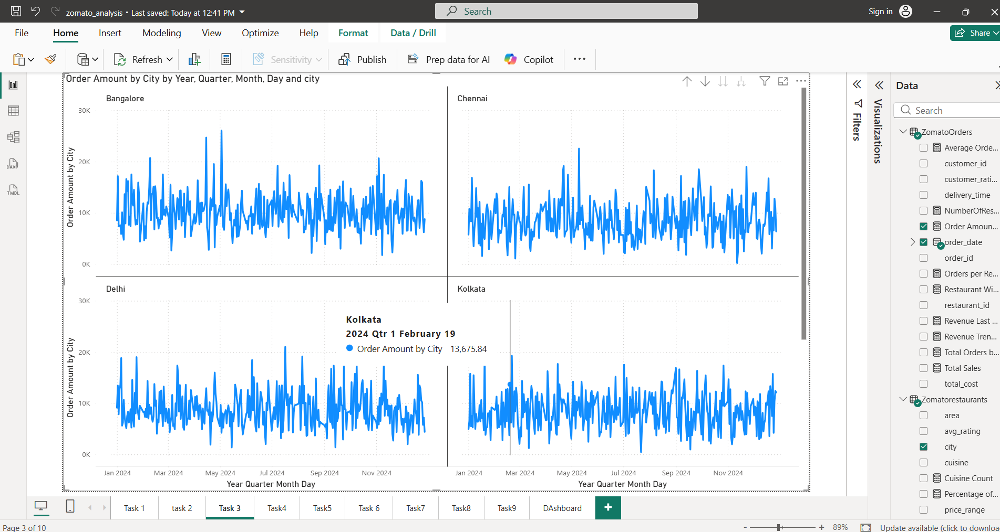 zomato_analysis • Last saved: Today at 12:41 PM
Search
Sign in
File
Home
Insert
Modeling
View
Optimize
Help
Format
Data / Drill
Share
Refresh
Sensitivity
Publish
Prep data for AI
Copilot
Order Amount by City by Year, Quarter, Month, Day and city
Bangalore
Chennai
30K
20K
10K
0K
Order Amount by City
Delhi
Kolkata
30K
20K
10K
0K
Order Amount by City
Kolkata
2024 Qtr 1 February 19
Order Amount by City 13,675.84
Jan 2024 Mar 2024 May 2024 Jul 2024 Sep 2024 Nov 2024
Year Quarter Month Day
Jan 2024 Mar 2024 May 2024 Jul 2024 Sep 2024 Nov 2024
Year Quarter Month Day
DAX
TMDL
Filters
Visualizations
Data
Search
ZomatoOrders
Average Orde...
customer_id
customer_rati...
delivery_time
NumberOfRes...
Order Amoun...
order_date
order_id
Orders per Re...
Restaurant Wi...
restaurant_id
Revenue Last ...
Revenue Tren...
Total Orders b...
Total Sales
total_cost
Zomatorestaurants
area
avg_rating
city
cuisine
Cuisine Count
Percentage of...
price_range
Task 1
task 2
Task 3
Task4
Task5
Task 6
Task7
Task8
Task9
DAshboard
Page 3 of 10
- + 89%
Update available (click to downloa